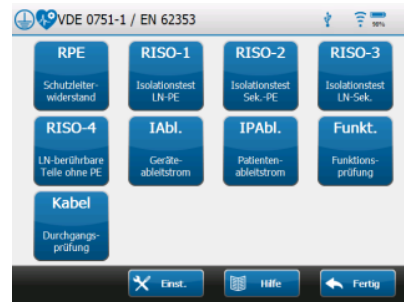 VDE 0751-1 / EN 62353
98%
RPE
Schutzleiter-
widerstand
RISO-1
Isolationstest
LN-PE
RISO-2
Isolationstest
Sek.-PE
RISO-3
Isolationstest
LN-Sek.
RISO-4
LN-berührbare
Teile ohne PE
IAbl.
Geräte-
ableitstrom
IPAbl.
Patienten-
ableitstrom
Funkt.
Funktions-
prüfung
Kabel
Durchgangs-
prüfung
Einst.
Hilfe
Fertig